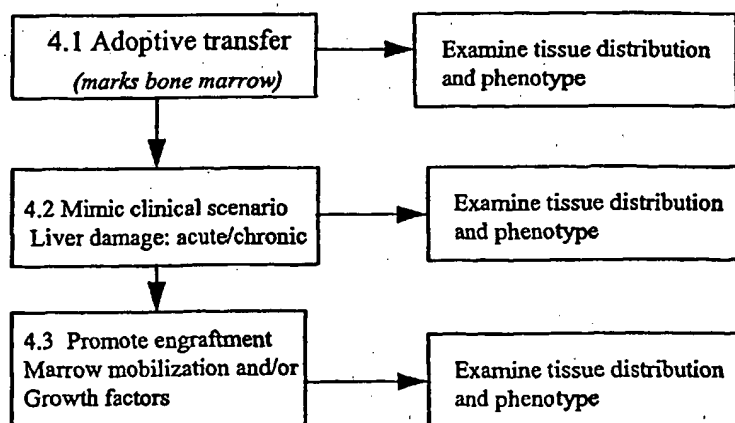 4.1 Adoptive transfer
(marks bone marrow)
Examine tissue distribution
and phenotype
4.2 Mimic clinical scenario
Liver damage: acute/chronic
Examine tissue distribution
and phenotype
4.3 Promote engraftment
Marrow mobilization and/or
Growth factors
Examine tissue distribution
and phenotype